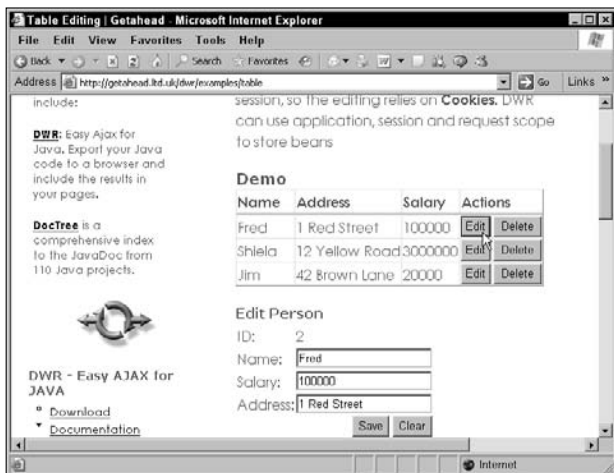 Table Editing | Getahead - Microsoft Internet Explorer
File Edit View Favorites Tools Help
Back Search Favorites
Address http://getahead.ltd.uk/dwr/examples/table Go Links »
include:
DWR: Easy Ajax for
Java. Export your Java
code to a browser and
include the results in
your pages.
DocTree is a
comprehensive index
to the JavaDoc from
110 Java projects.
DWR - Easy AJAX for
JAVA
Download
Documentation
session, so the editing relies on Cookies. DWR
can use application, session and request scope
to store beans
Demo
Name Address Salary Actions
Fred 1 Red Street 100000 Edit Delete
Shiela 12 Yellow Road 3000000 Edit Delete
Jim 42 Brown Lane 20000 Edit Delete
Edit Person
ID: 2
Name: Fred
Salary: 100000
Address: 1 Red Street
Save Clear
Internet